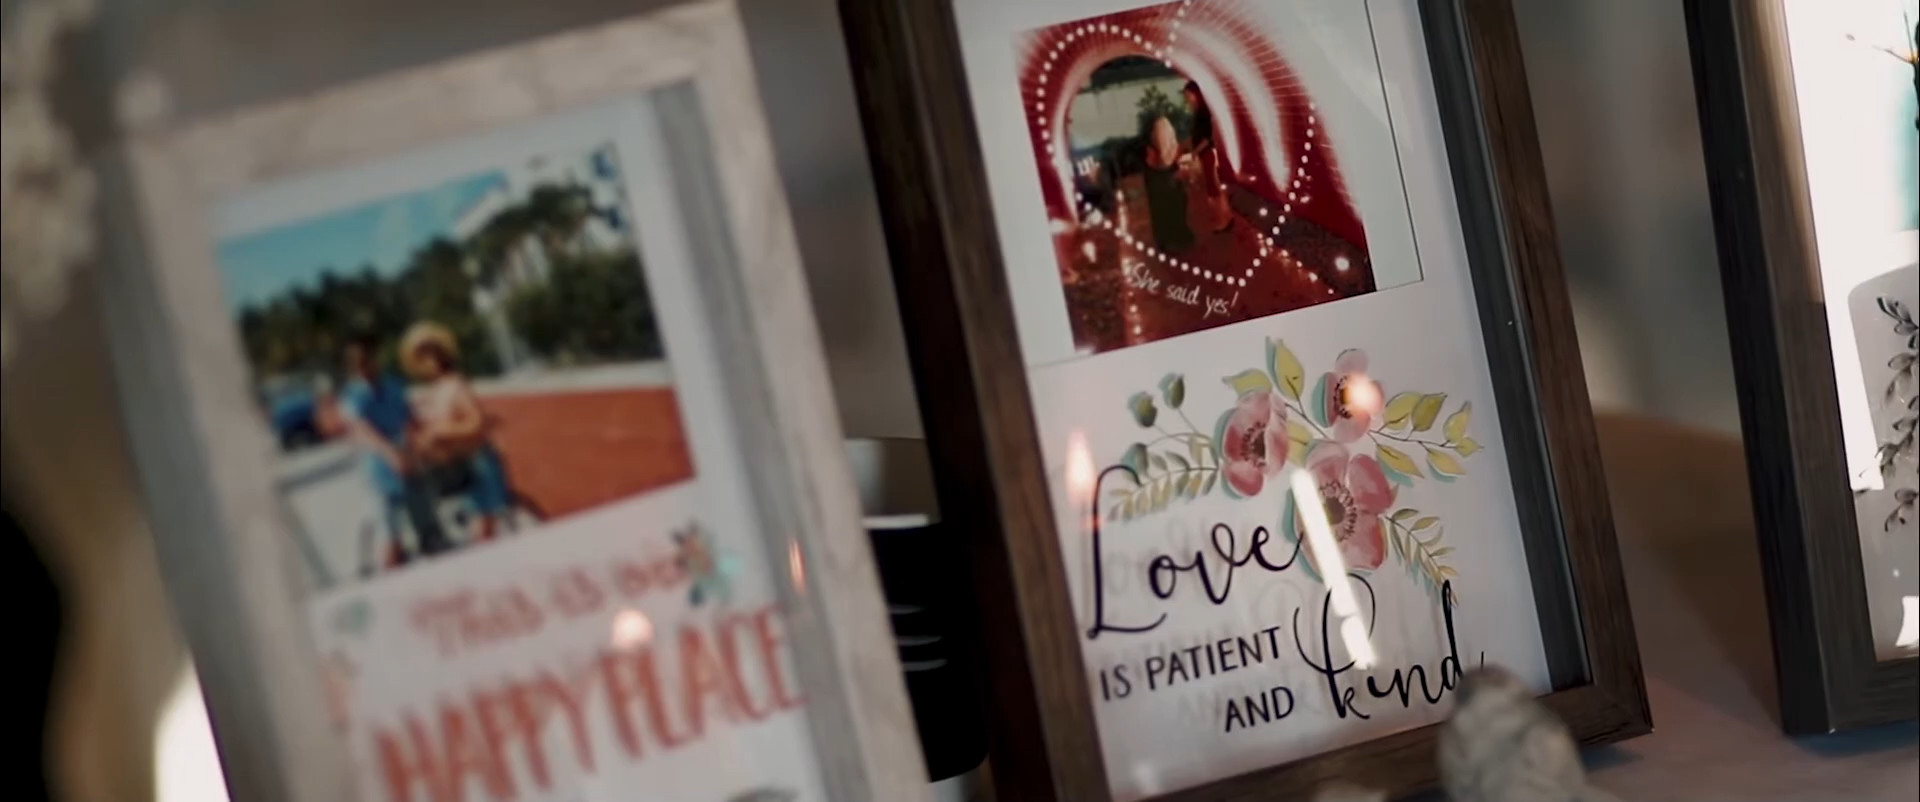 This is our
HAPPY PLACE
She said yes!
Love
IS PATIENT
AND kind